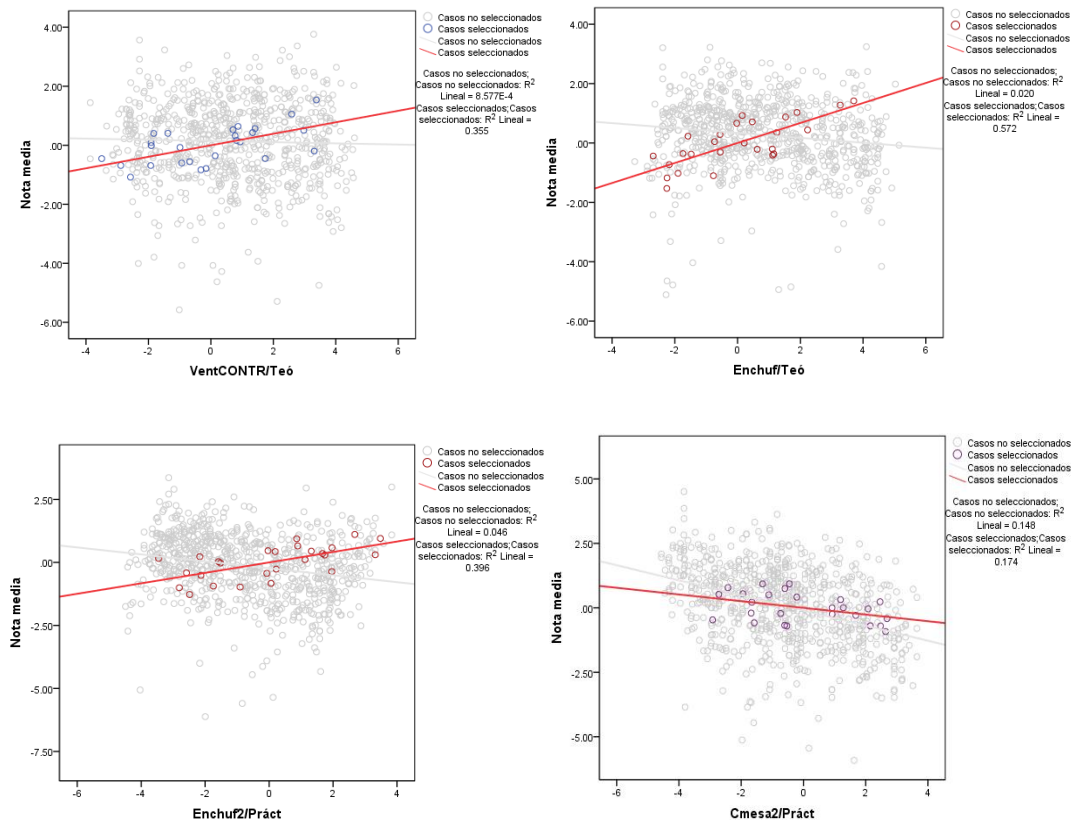 4.00
2.00
.00
-2.00
-4.00
-6.00
Nota media
-4
-2
0
2
4
6
VentCONTR/Teó
Casos no seleccionados
Casos seleccionados
Casos no seleccionados
Casos seleccionados
Casos no seleccionados;
Casos no seleccionados: R²
Lineal = 8.577E-4
Casos seleccionados;Casos
seleccionados: R² Lineal =
0.355
4.00
2.00
.00
-2.00
-4.00
-6.00
Nota media
-4
-2
0
2
4
6
Enchuf/Teó
Casos no seleccionados
Casos seleccionados
Casos no seleccionados
Casos seleccionados
Casos no seleccionados;
Casos no seleccionados: R²
Lineal = 0.020
Casos seleccionados;Casos
seleccionados: R² Lineal =
0.572
2.50
.00
-2.50
-5.00
-7.50
Nota media
-6
-4
-2
0
2
4
Enchuf2/Práct
Casos no seleccionados
Casos seleccionados
Casos no seleccionados
Casos seleccionados
Casos no seleccionados;
Casos no seleccionados: R²
Lineal = 0.046
Casos seleccionados;Casos
seleccionados: R² Lineal =
0.396
5.00
2.50
.00
-2.50
-5.00
Nota media
-6
-4
-2
0
2
4
Cmesa2/Práct
Casos no seleccionados
Casos seleccionados
Casos no seleccionados
Casos seleccionados
Casos no seleccionados;
Casos no seleccionados: R²
Lineal = 0.148
Casos seleccionados;Casos
seleccionados: R² Lineal =
0.174